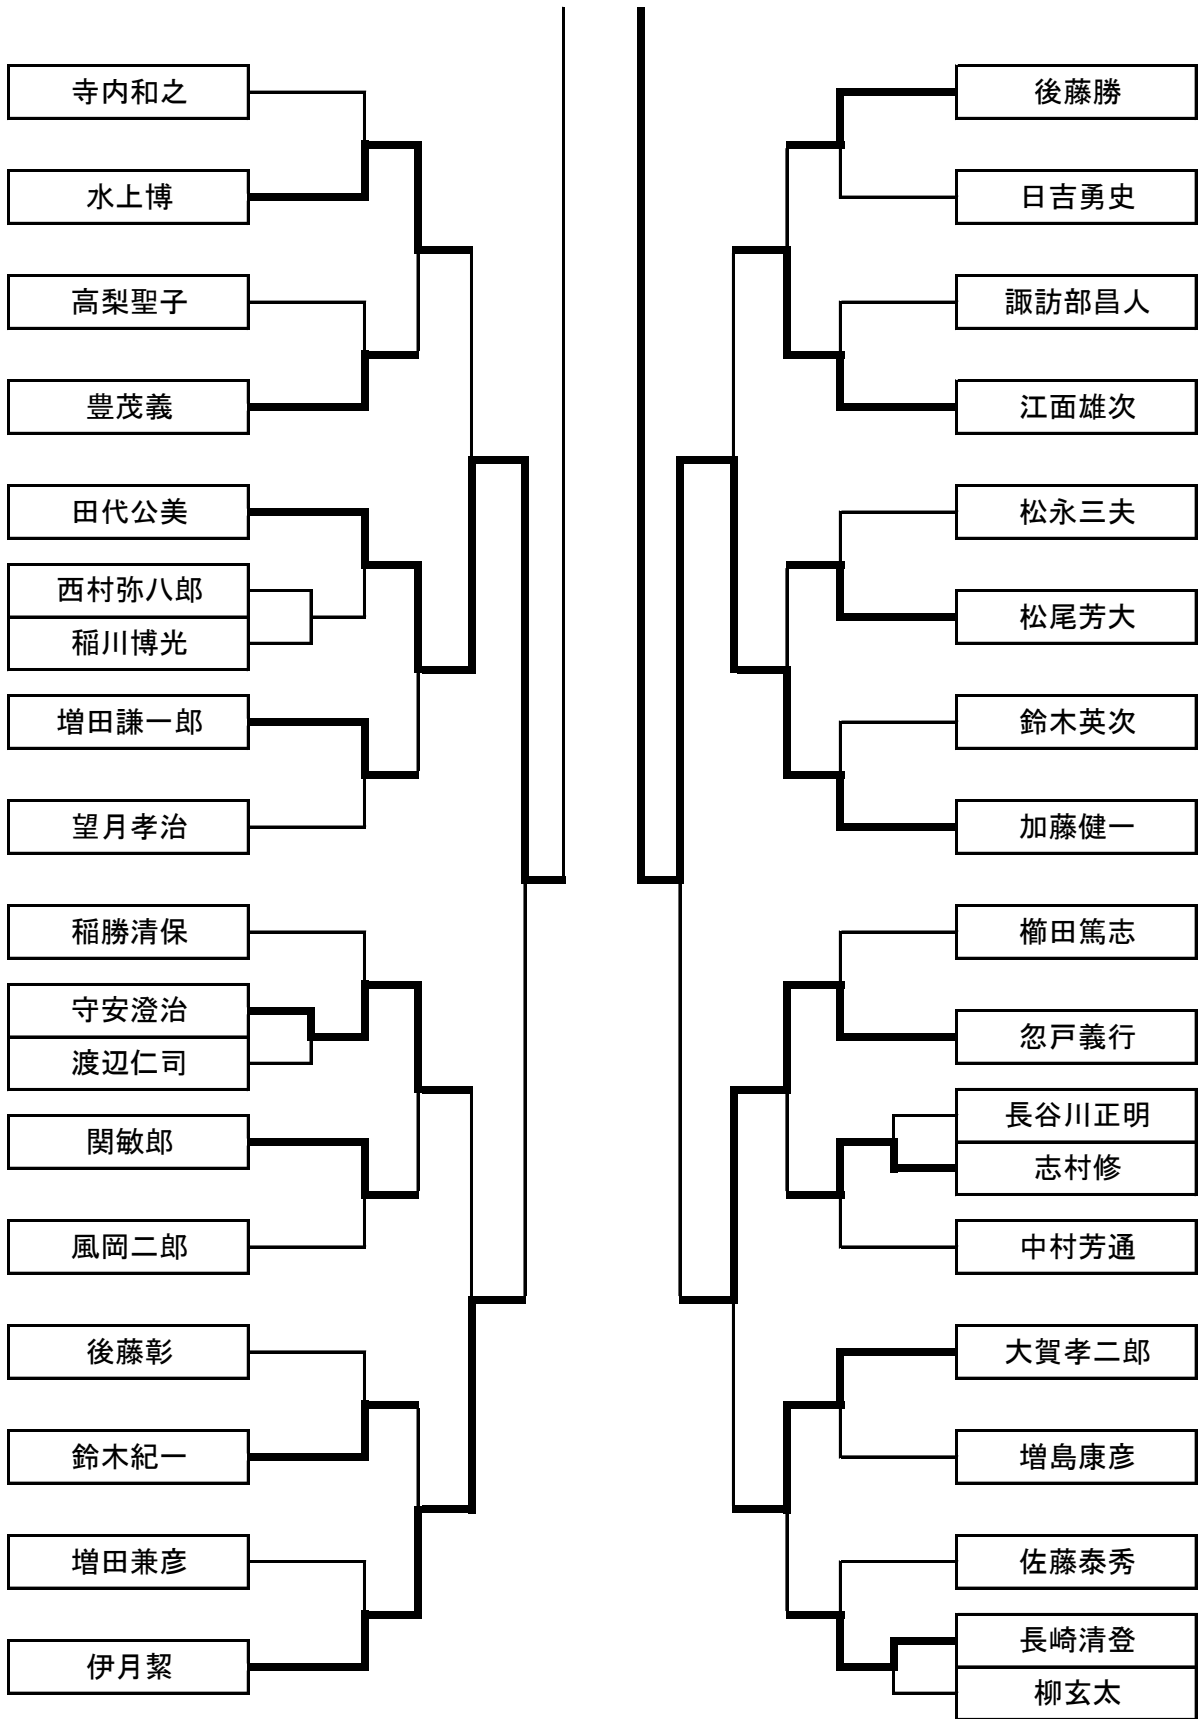 寺内和之
水上博
高梨聖子
豊茂義
田代公美
西村弥八郎
稲川博光
増田謙一郎
望月孝治
稲勝清保
守安澄治
渡辺仁司
関敏郎
風岡二郎
後藤彰
鈴木紀一
増田兼彦
伊月潔
後藤勝
日吉勇史
諏訪部昌人
江面雄次
松永三夫
松尾芳大
鈴木英次
加藤健一
櫛田篤志
忽戸義行
長谷川正明
志村修
中村芳通
大賀孝二郎
増島康彦
佐藤泰秀
長崎清登
柳玄太